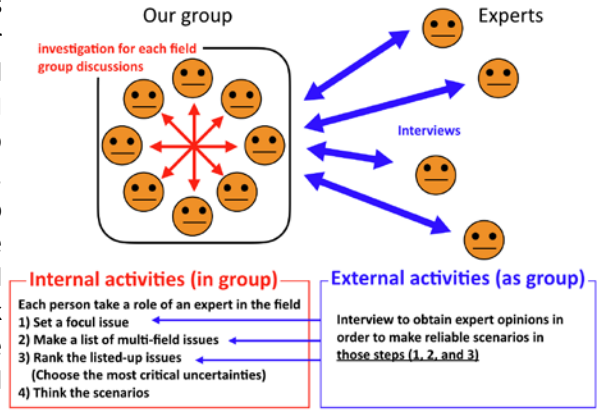 Our group
Experts
investigation for each field
group discussions
Interviews
Internal activities (in group)
Each person take a role of an expert in the field
1) Set a focul issue
2) Make a list of multi-field issues
3) Rank the listed-up issues
(Choose the most critical uncertainties)
4) Think the scenarios
External activities (as group)
Interview to obtain expert opinions in
order to make reliable scenarios in
those steps (1, 2, and 3)